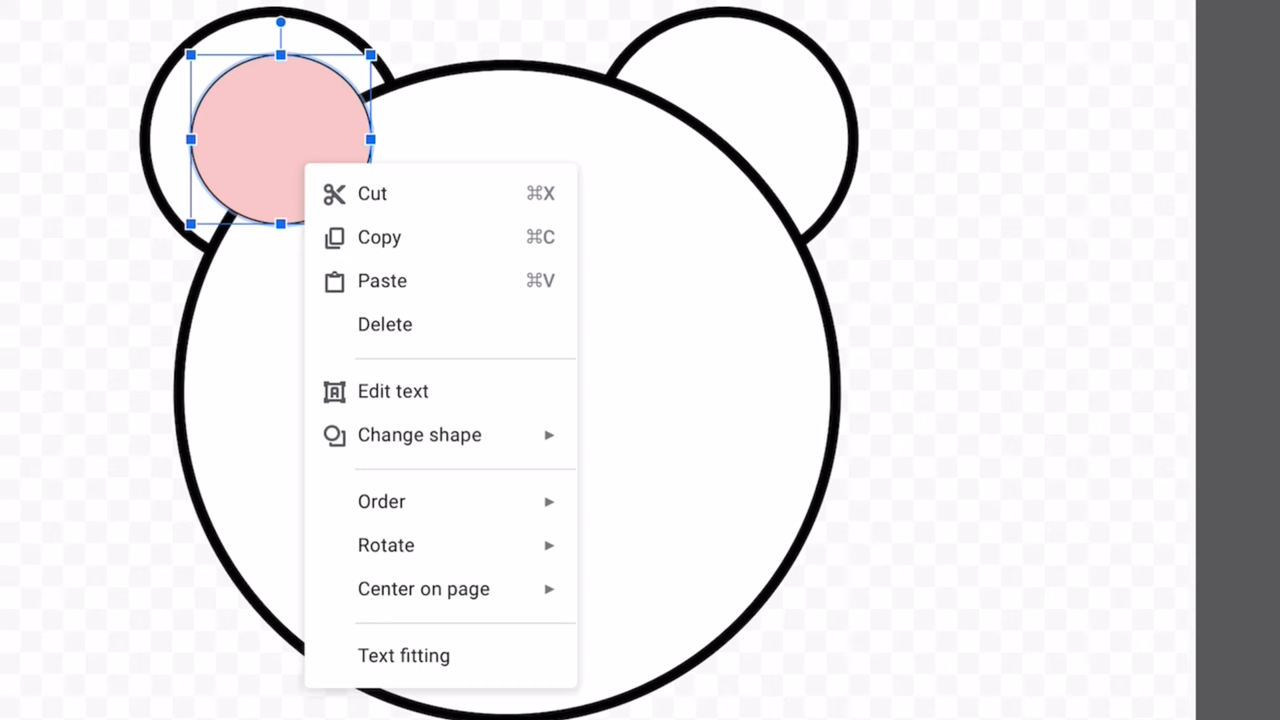 Cut ⌘X
Copy ⌘C
Paste ⌘V
Delete
Edit text
Change shape
Order
Rotate
Center on page
Text fitting